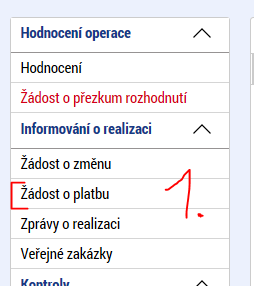 Hodnocení operace
Hodnocení
Žádost o přezkum rozhodnutí
Informování o realizaci
Žádost o změnu
Žádost o platbu
1.
Zprávy o realizaci
Veřejné zakázky
Kontroly